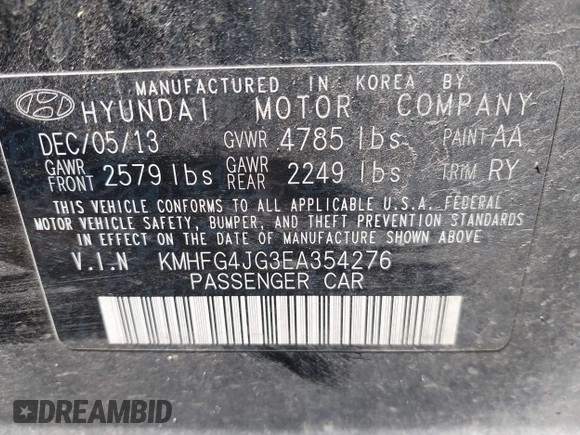 MANUFACTURED IN KOREA BY
HYUNDAI MOTOR COMPANY
DEC/05/13 GVWR 4785 lbs PAINT AA
GAWR FRONT 2579 lbs GAWR REAR 2249 lbs TRIM RY
THIS VEHICLE CONFORMS TO ALL APPLICABLE U.S.A. FEDERAL
MOTOR VEHICLE SAFETY, BUMPER, AND THEFT PREVENTION STANDARDS
IN EFFECT ON THE DATE OF MANUFACTURE SHOWN ABOVE
V.I.N KMHFG4JG3EA354276
PASSENGER CAR
DREAMBID